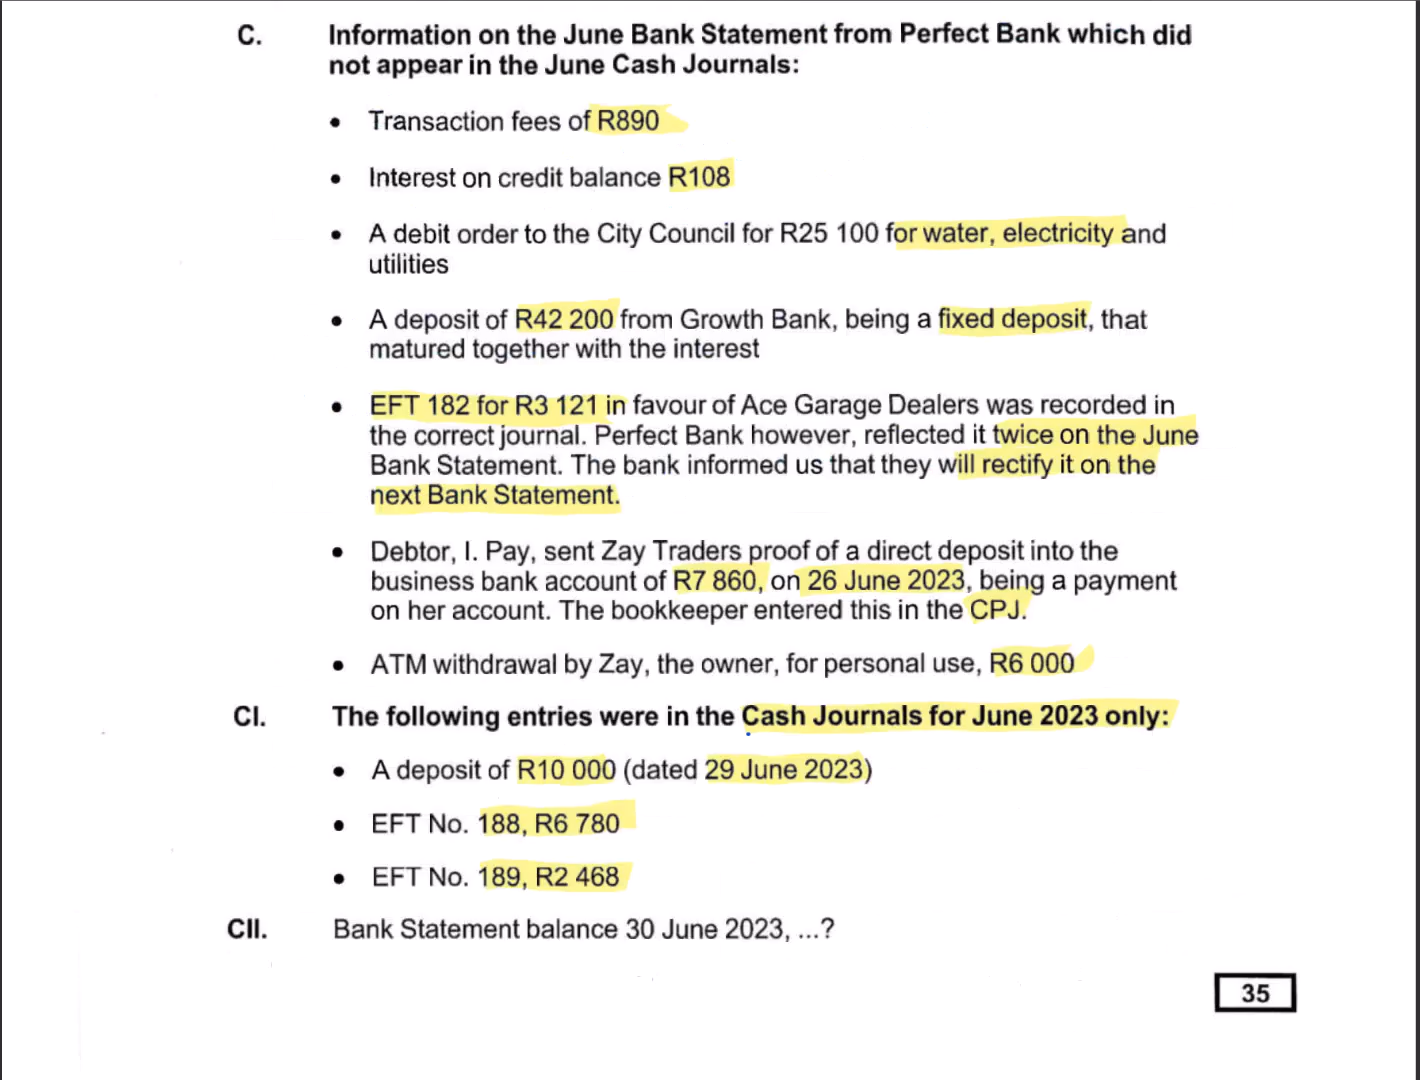 C. Information on the June Bank Statement from Perfect Bank which did
not appear in the June Cash Journals:
• Transaction fees of R890
• Interest on credit balance R108
• A debit order to the City Council for R25 100 for water, electricity and
utilities
• A deposit of R42 200 from Growth Bank, being a fixed deposit, that
matured together with the interest
• EFT 182 for R3 121 in favour of Ace Garage Dealers was recorded in
the correct journal. Perfect Bank however, reflected it twice on the June
Bank Statement. The bank informed us that they will rectify it on the
next Bank Statement.
• Debtor, I. Pay, sent Zay Traders proof of a direct deposit into the
business bank account of R7 860, on 26 June 2023, being a payment
on her account. The bookkeeper entered this in the CPJ.
• ATM withdrawal by Zay, the owner, for personal use, R6 000
CI. The following entries were in the Cash Journals for June 2023 only:
• A deposit of R10 000 (dated 29 June 2023)
• EFT No. 188, R6 780
• EFT No. 189, R2 468
CII. Bank Statement balance 30 June 2023, ...?
35